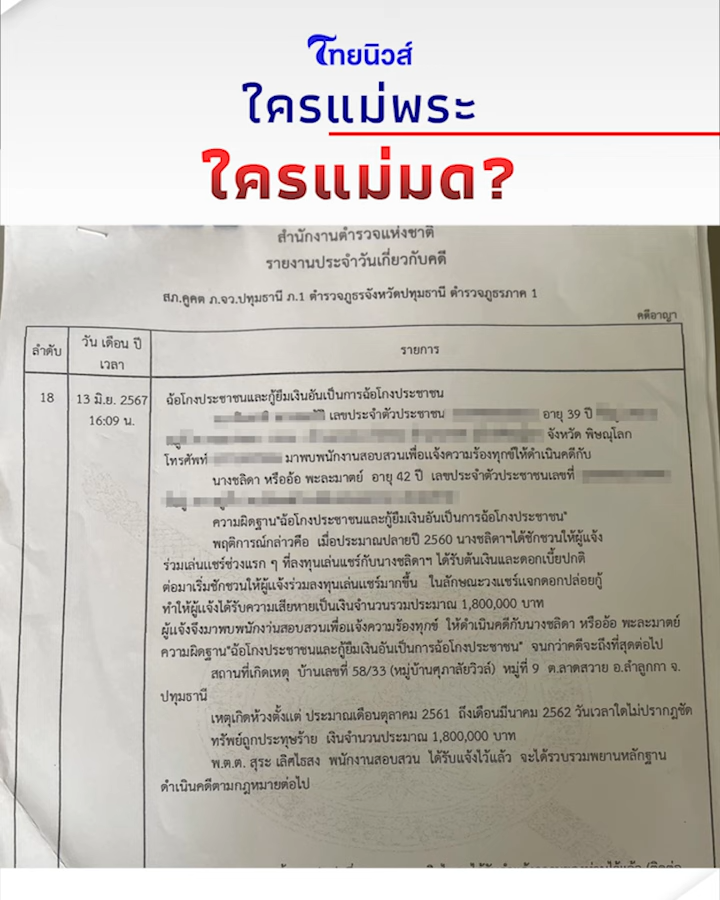 ไทยนิวส์
ใครแม่พระ
ใครแม่มด?
สำนักงานตำรวจแห่งชาติ
รายงานประจำวันเกี่ยวกับคดี
สภ.คูคต ภ.จว.ปทุมธานี ภ.1 ตำรวจภูธรจังหวัดปทุมธานี ตำรวจภูธรภาค 1
คดีอาญา
ลำดับ
วัน เดือน ปี
เวลา
รายการ
18
13 มิ.ย. 2567
16:09 น.
ฉ้อโกงประชาชนและกู้ยืมเงินอันเป็นการฉ้อโกงประชาชน
เลขประจำตัวประชาชน อายุ 39 ปี
จังหวัด พิษณุโลก
โทรศัพท์ มาพบพนักงานสอบสวนเพื่อแจ้งความร้องทุกข์ให้ดำเนินคดีกับ
นางชลิดา หรืออ้อ พะละมาตย์ อายุ 42 ปี เลขประจำตัวประชาชนเลขที่
ความผิดฐาน"ฉ้อโกงประชาชนและกู้ยืมเงินอันเป็นการฉ้อโกงประชาชน"
พฤติการณ์กล่าวคือ เมื่อประมาณปลายปี 2560 นางชลิดาฯได้ชักชวนให้ผู้แจ้ง
ร่วมเล่นแชร์ช่วงแรก ๆ ที่ลงทุนเล่นแชร์กับนางชลิดาฯ ได้รับต้นเงินและดอกเบี้ยปกติ
ต่อมาเริ่มชักชวนให้ผู้แจ้งร่วมลงทุนเล่นแชร์มากขึ้น ในลักษณะวงแชร์แจกดอกปล่อยกู้
ทำให้ผู้แจ้งได้รับความเสียหายเป็นเงินจำนวนรวมประมาณ 1,800,000 บาท
ผู้แจ้งจึงมาพบพนักงานสอบสวนเพื่อแจ้งความร้องทุกข์ ให้ดำเนินคดีกับนางชลิดา หรืออ้อ พะละมาตย์
ความผิดฐาน"ฉ้อโกงประชาชนและกู้ยืมเงินอันเป็นการฉ้อโกงประชาชน" จนกว่าคดีจะถึงที่สุดต่อไป
สถานที่เกิดเหตุ บ้านเลขที่ 58/33 (หมู่บ้านศุภาลัยวิวล์) หมู่ที่ 9 ต.ลาดสวาย อ.ลำลูกกา จ.
ปทุมธานี
เหตุเกิดห้วงตั้งแต่ ประมาณเดือนตุลาคม 2561 ถึงเดือนมีนาคม 2562 วันเวลาใดไม่ปรากฏชัด
ทรัพย์ถูกประทุษร้าย เงินจำนวนประมาณ 1,800,000 บาท
พ.ต.ต. สุระ เลิศไธสง พนักงานสอบสวน ได้รับแจ้งไว้แล้ว จะได้รวบรวมพยานหลักฐาน
ดำเนินคดีตามกฎหมายต่อไป